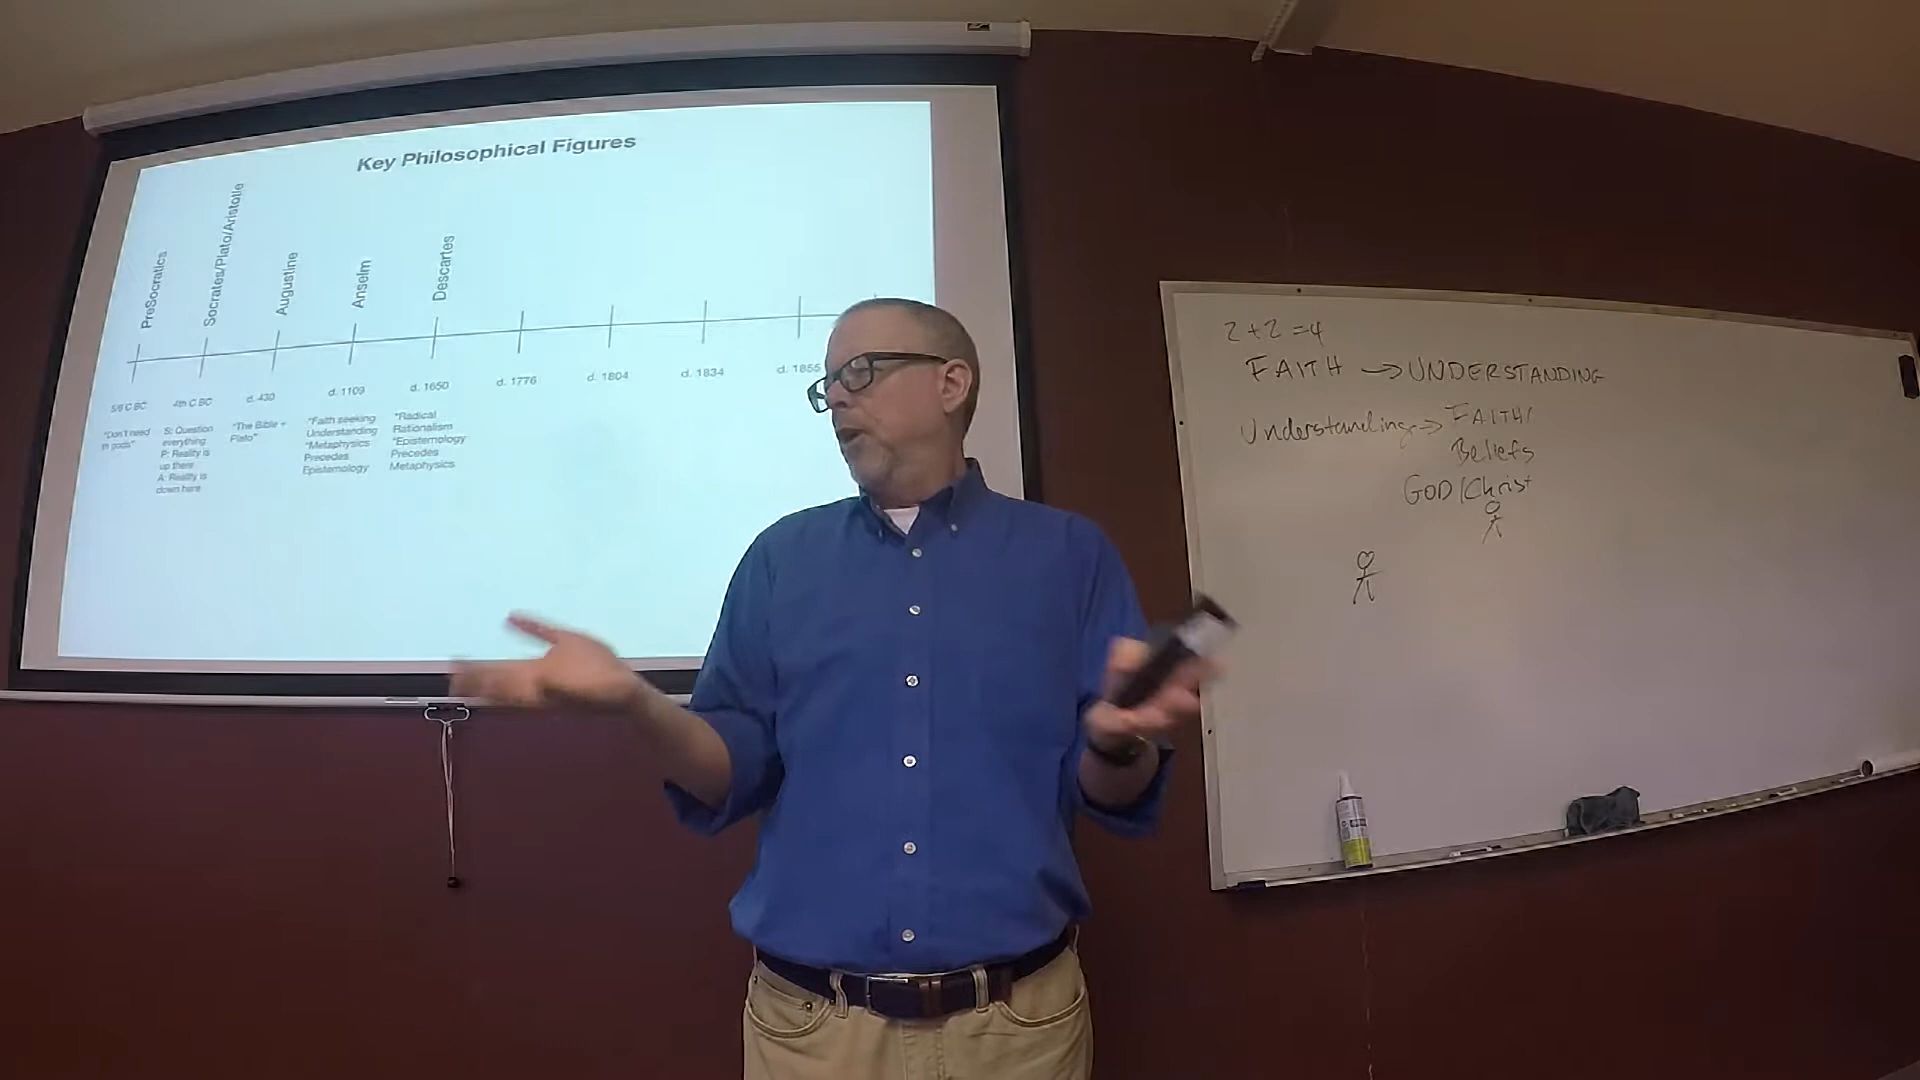 Key Philosophical Figures
PreSocratics
Socrates/Plato/Aristotle
Augustine
Anselm
Descartes
5/6 C BC
4th C BC
d. 430
d. 1109
d. 1650
d. 1776
d. 1804
d. 1834
d. 1855
"Don't need
in gods"
S: Question
everything
P: Reality is
up there
A: Reality is
down here
"The Bible +
Plato"
"Faith seeking
Understanding
"Metaphysics
Precedes
Epistemology
"Radical
Rationalism
"Epistemology
Precedes
Metaphysics
2+2=4
FAITH → UNDERSTANDING
Understanding → FAITH/
Beliefs
GOD/Christ